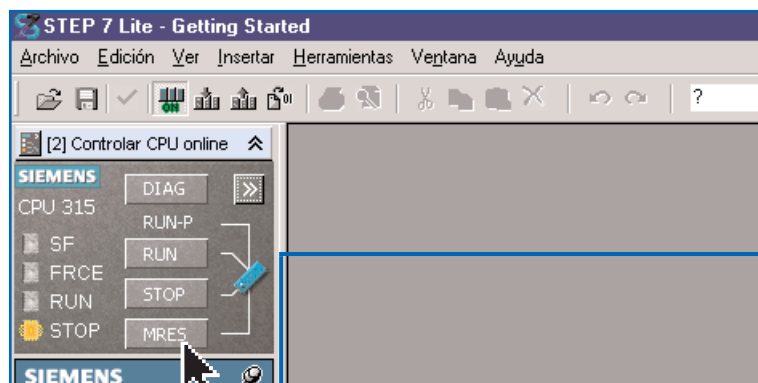 STEP 7 Lite - Getting Started
Archivo Edición Ver Insertar Herramientas Ventana Ayuda
ON ?
[2] Controlar CPU online
SIEMENS
DIAG
CPU 315
RUN-P
SF
RUN
FRCE
STOP
RUN
STOP
MRES
SIEMENS